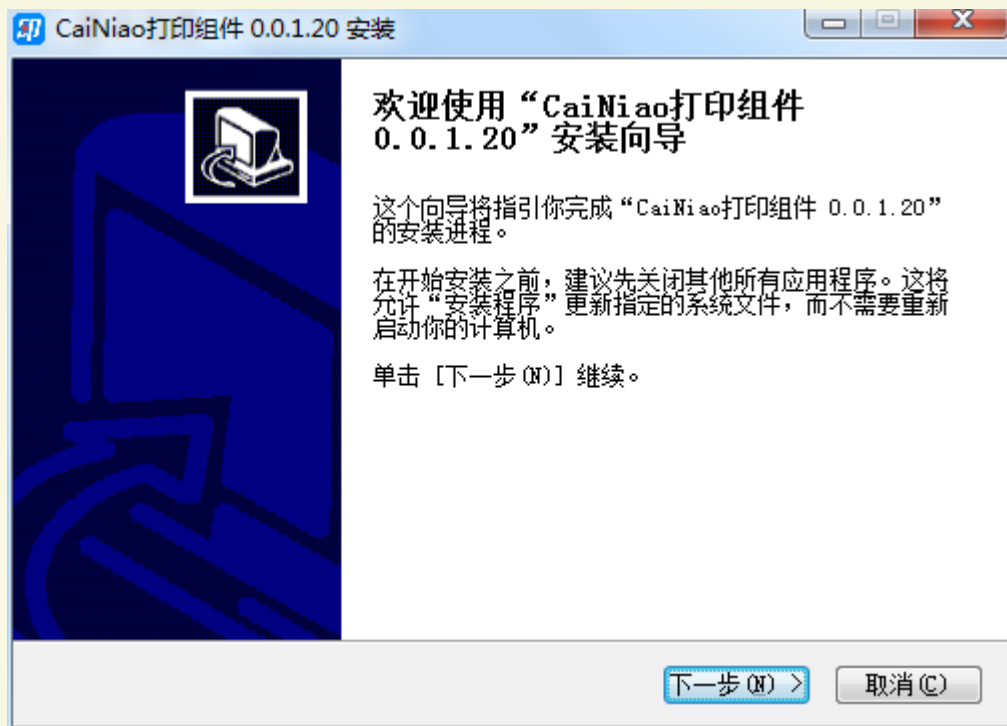 印 CaiNiao打印组件 0.0.1.20 安装
欢迎使用“CaiNiao打印组件
0.0.1.20”安装向导
这个向导将指引你完成“CaiNiao打印组件 0.0.1.20”
的安装进程。
在开始安装之前，建议先关闭其他所有应用程序。这将
允许“安装程序”更新指定的系统文件，而不需要重新
启动你的计算机。
单击 [下一步(N)] 继续。
下一步(N) >
取消(C)